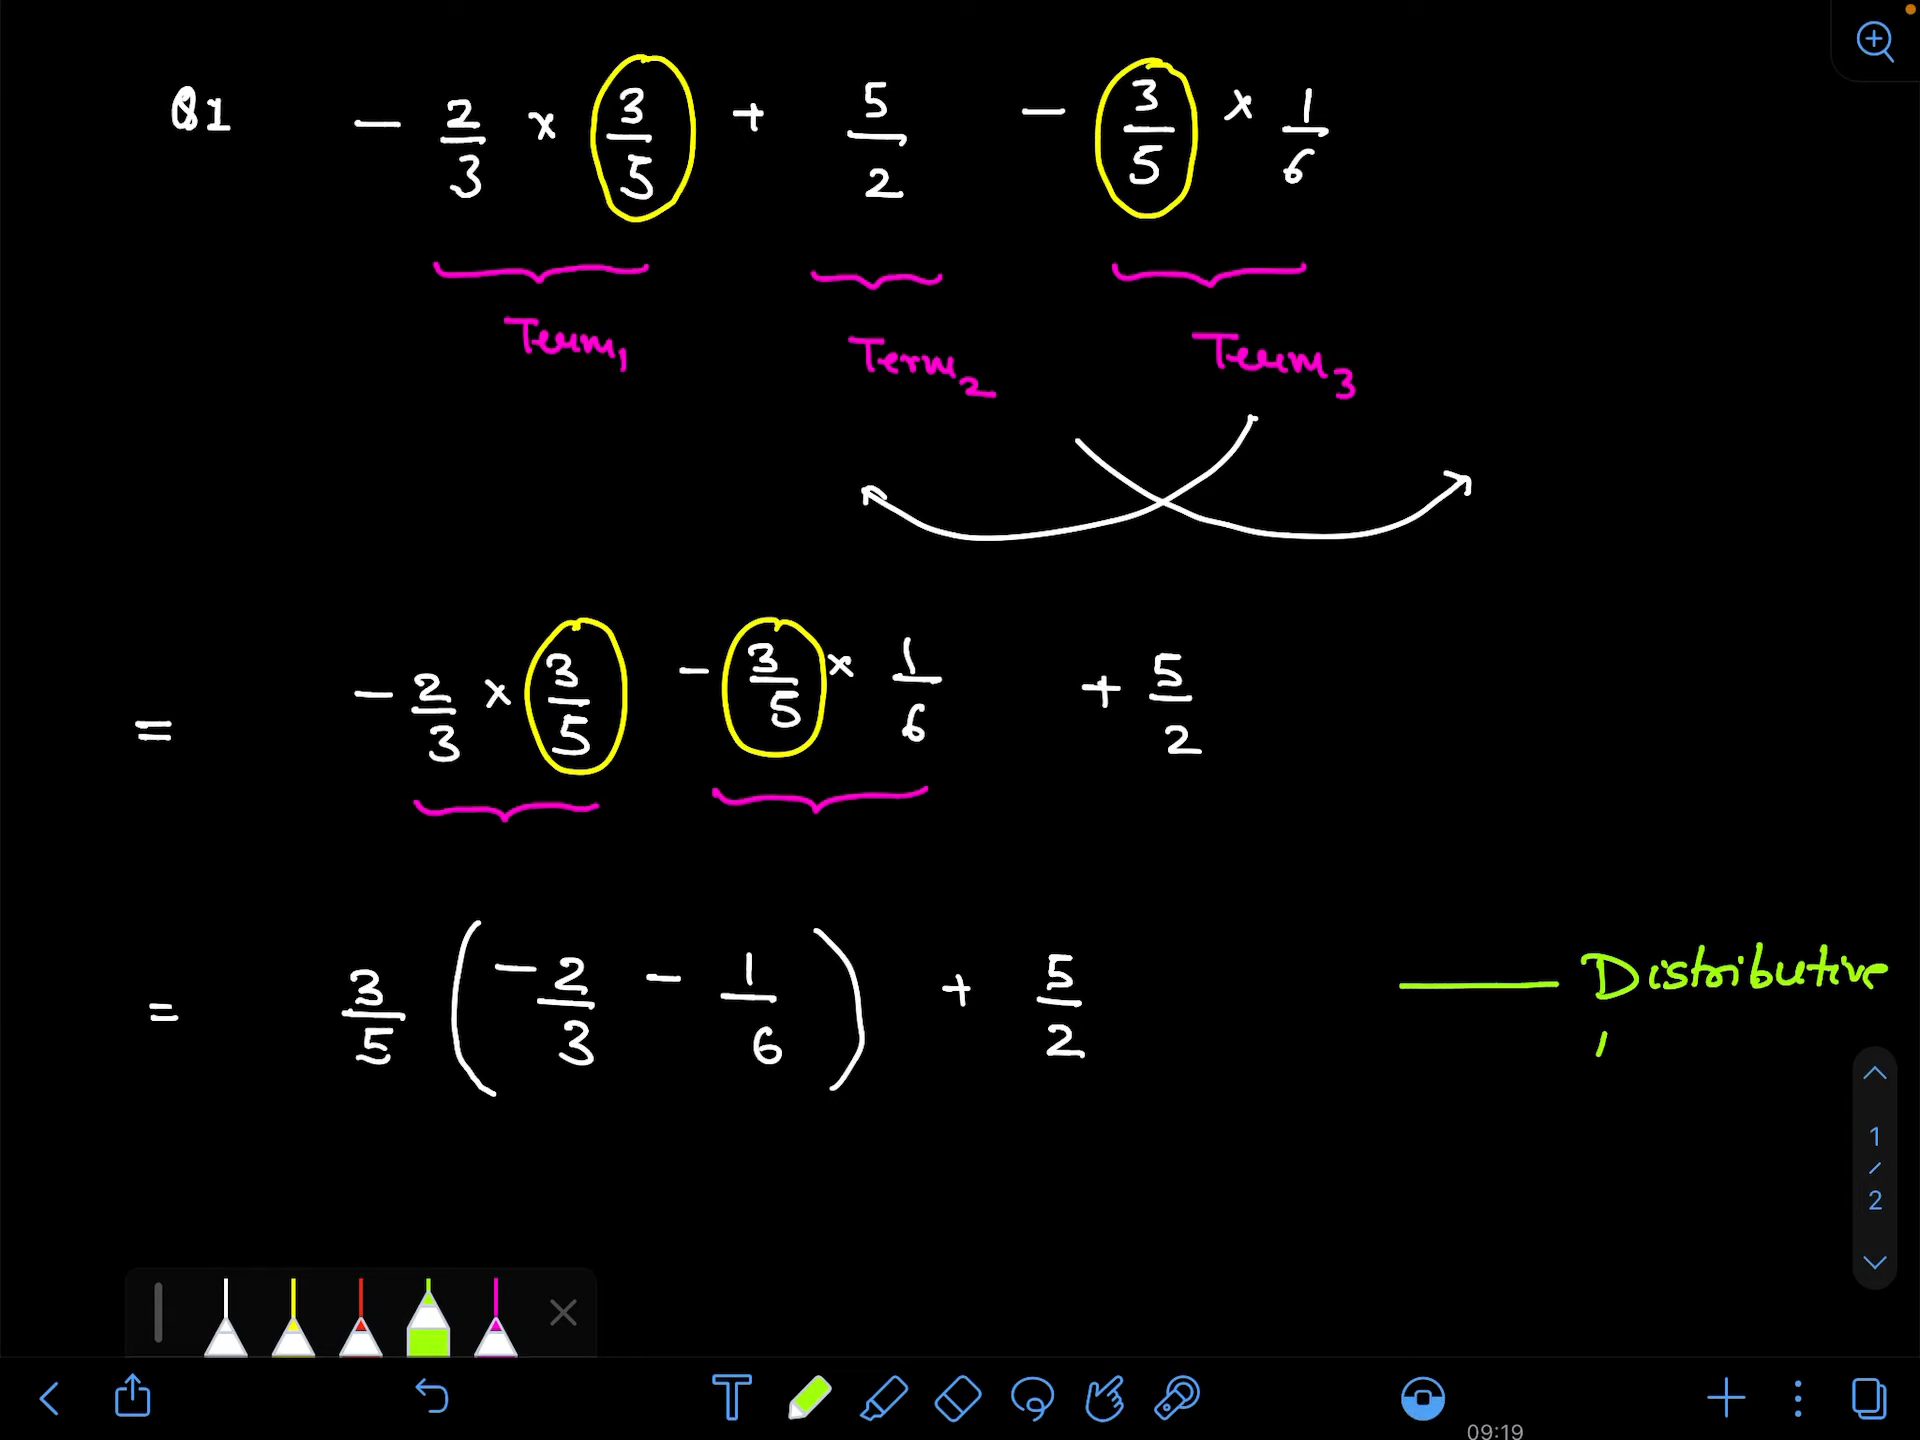 Q1 - 2/3 × 3/5 + 5/2 - 3/5 × 1/6
Term1 Term2 Term3
= - 2/3 × 3/5 - 3/5 × 1/6 + 5/2
= 3/5 ( - 2/3 - 1/6 ) + 5/2 — Distributive
1
/
2
T
09:19